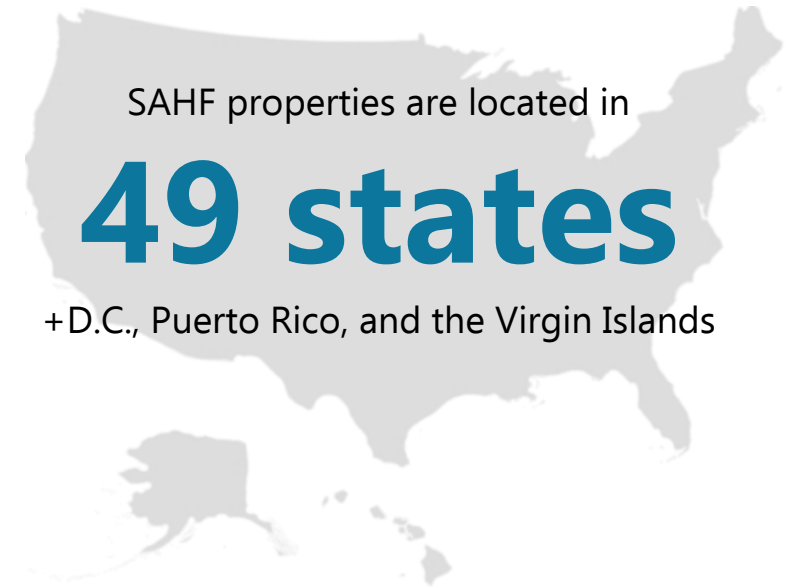 SAHF properties are located in
49 states
+D.C., Puerto Rico, and the Virgin Islands